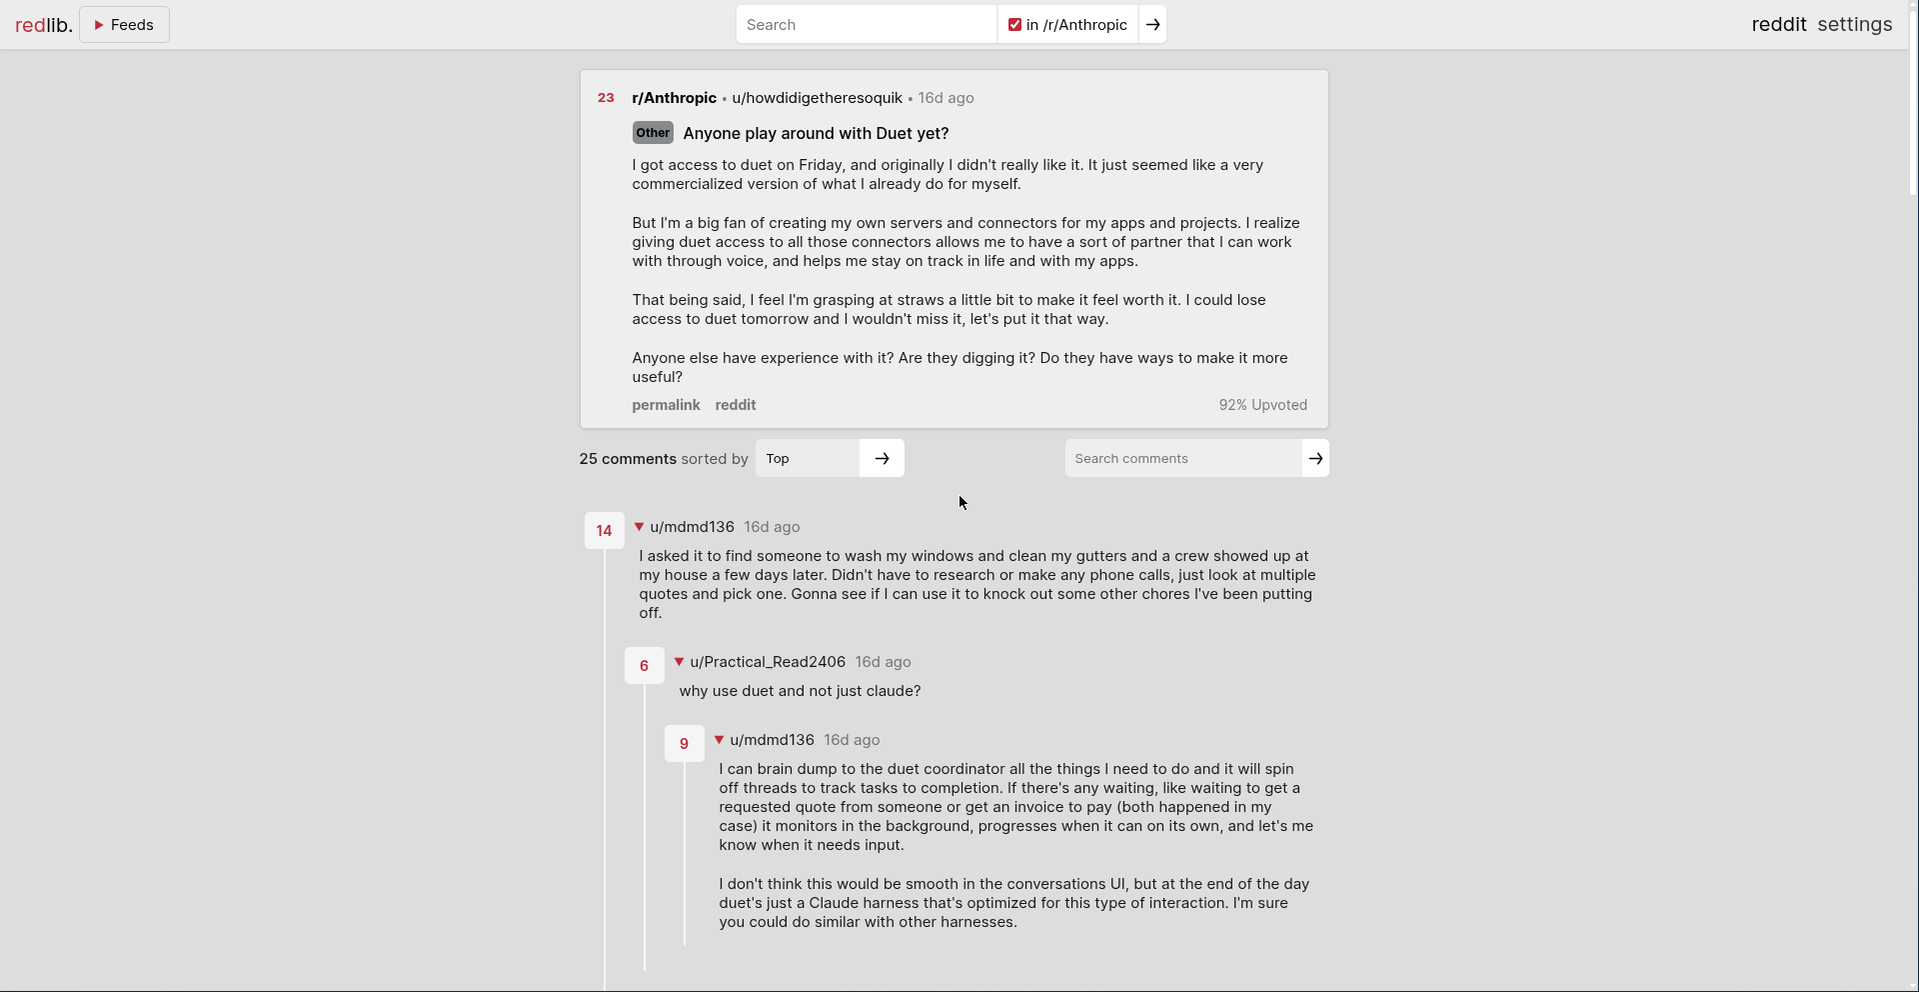 redlib.
Feeds
Search
in /r/Anthropic
reddit settings
23 r/Anthropic • u/howdidigetheresoquik • 16d ago
Other Anyone play around with Duet yet?
I got access to duet on Friday, and originally I didn't really like it. It just seemed like a very
commercialized version of what I already do for myself.
But I'm a big fan of creating my own servers and connectors for my apps and projects. I realize
giving duet access to all those connectors allows me to have a sort of partner that I can work
with through voice, and helps me stay on track in life and with my apps.
That being said, I feel I'm grasping at straws a little bit to make it feel worth it. I could lose
access to duet tomorrow and I wouldn't miss it, let's put it that way.
Anyone else have experience with it? Are they digging it? Do they have ways to make it more
useful?
permalink reddit 92% Upvoted
25 comments sorted by Top
Search comments
14 u/mdmd136 16d ago
I asked it to find someone to wash my windows and clean my gutters and a crew showed up at
my house a few days later. Didn't have to research or make any phone calls, just look at multiple
quotes and pick one. Gonna see if I can use it to knock out some other chores I've been putting
off.
6 u/Practical_Read2406 16d ago
why use duet and not just claude?
9 u/mdmd136 16d ago
I can brain dump to the duet coordinator all the things I need to do and it will spin
off threads to track tasks to completion. If there's any waiting, like waiting to get a
requested quote from someone or get an invoice to pay (both happened in my
case) it monitors in the background, progresses when it can on its own, and let's me
know when it needs input.
I don't think this would be smooth in the conversations UI, but at the end of the day
duet's just a Claude harness that's optimized for this type of interaction. I'm sure
you could do similar with other harnesses.